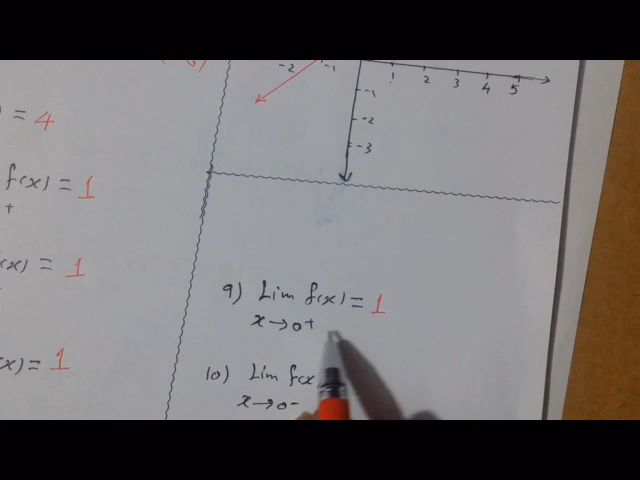 -2 -1 1 2 3 4 5
-1
-2
-3
) = 4
f(x) = 1
+
(x) = 1
(x) = 1
9) Lim f(x) = 1
x→0+
10) Lim f(x
x→0-